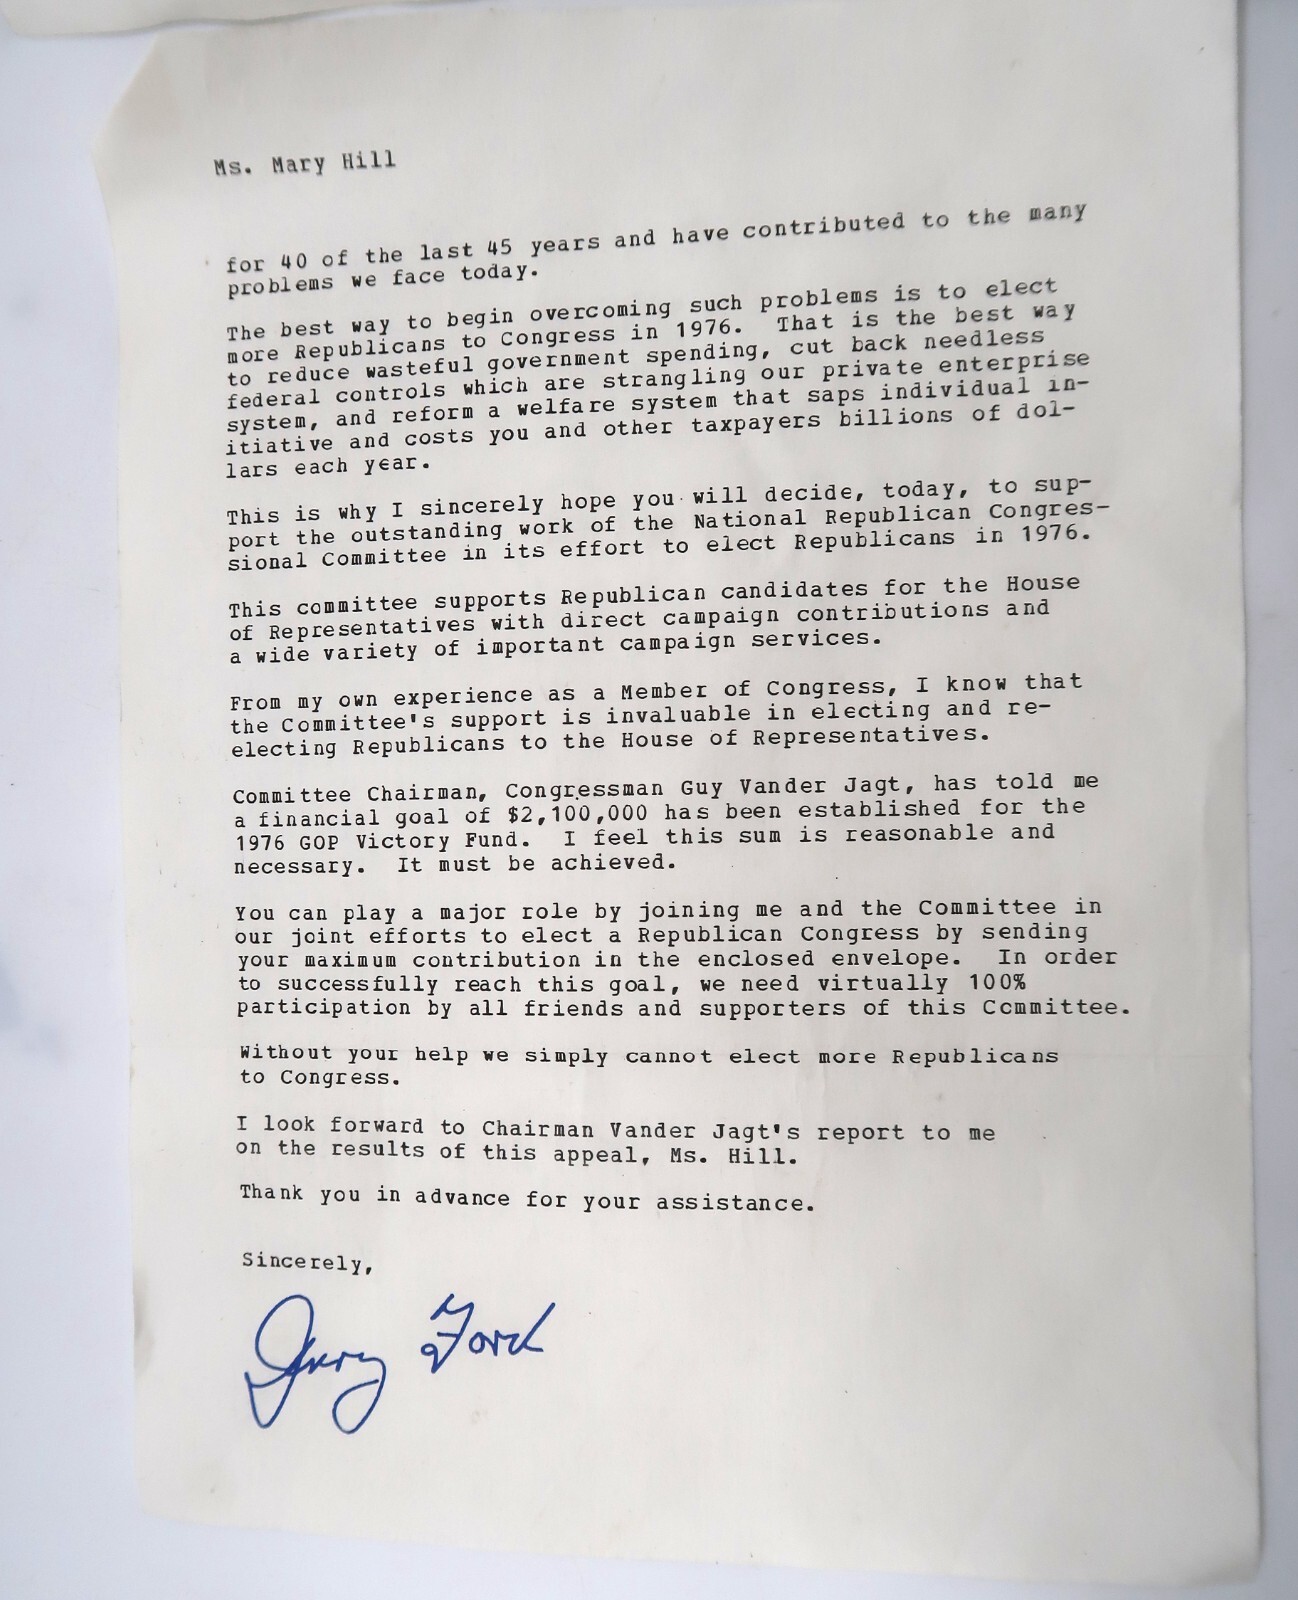 Ms. Mary Hill
for 40 of the last 45 years and have contributed to the many
problems we face today.
The best way to begin overcoming such problems is to elect
more Republicans to Congress in 1976. That is the best way
to reduce wasteful government spending, cut back needless
federal controls which are strangling our private enterprise
system, and reform a welfare system that saps individual in-
itiative and costs you and other taxpayers billions of dol-
lars each year.
This is why I sincerely hope you will decide, today, to sup-
port the outstanding work of the National Republican Congres-
sional Committee in its effort to elect Republicans in 1976.
This committee supports Republican candidates for the House
of Representatives with direct campaign contributions and
a wide variety of important campaign services.
From my own experience as a Member of Congress, I know that
the Committee's support is invaluable in electing and re-
electing Republicans to the House of Representatives.
Committee Chairman, Congressman Guy Vander Jagt, has told me
a financial goal of $2,100,000 has been established for the
1976 GOP Victory Fund. I feel this sum is reasonable and
necessary. It must be achieved.
You can play a major role by joining me and the Committee in
our joint efforts to elect a Republican Congress by sending
your maximum contribution in the enclosed envelope. In order
to successfully reach this goal, we need virtually 100%
participation by all friends and supporters of this Ccmmittee.
Without your help we simply cannot elect more Republicans
to Congress.
I look forward to Chairman Vander Jagt's report to me
on the results of this appeal, Ms. Hill.
Thank you in advance for your assistance.
Sincerely,
Jerry Ford